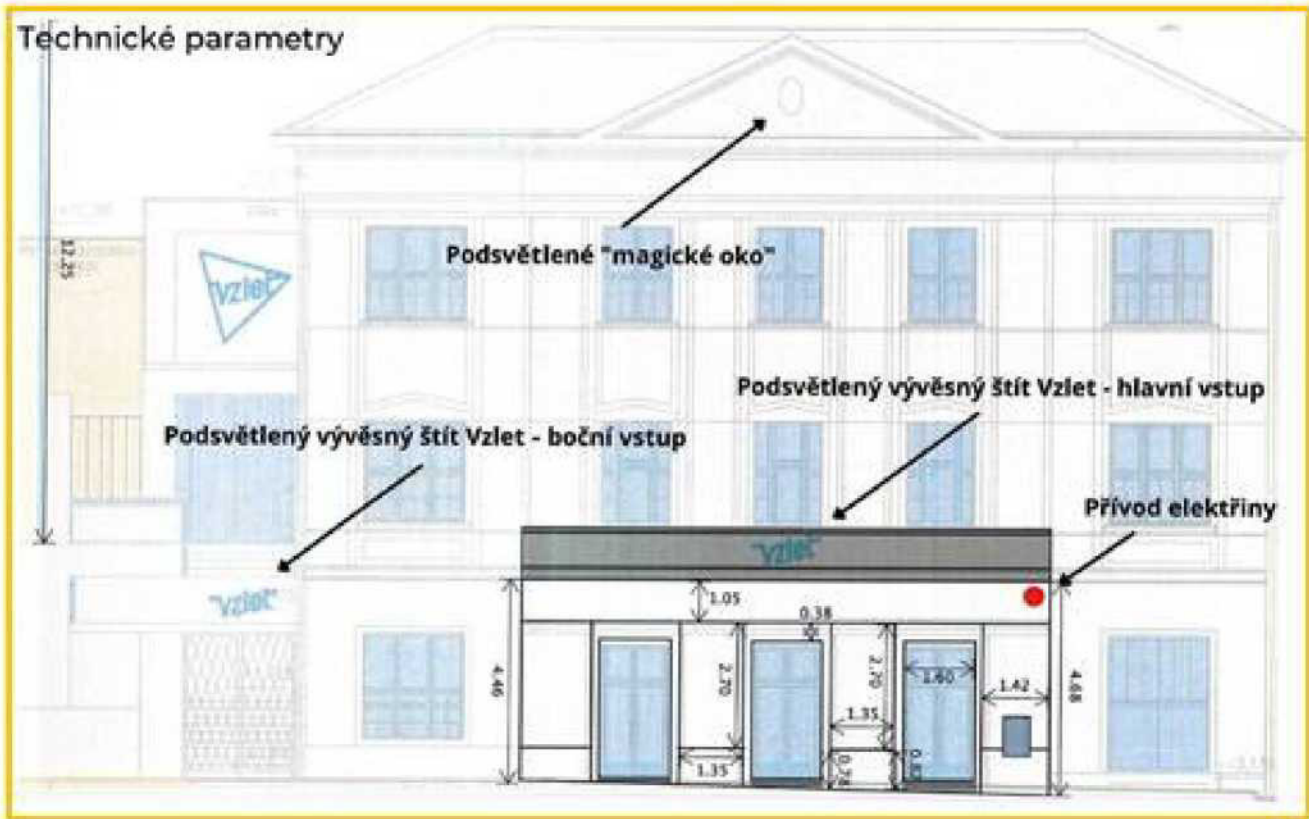 Technické parametry
12.25
Podsvětlené "magické oko"
"vzlet"
Podsvětlený vývěsný štít Vzlet - hlavní vstup
Podsvětlený vývěsný štít Vzlet - boční vstup
Přívod elektřiny
"vzlet"
"vzlet"
1.05
0.38
4.46
2.70
2.70
1.60
1.42
4.68
1.35
1.35
0.78